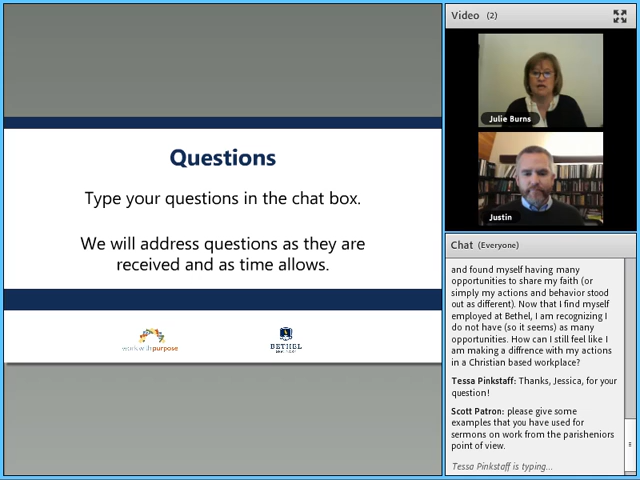 Video (2)
Julie Burns
Justin
Questions
Type your questions in the chat box.
We will address questions as they are
received and as time allows.
workwithpurpose
BETHEL
Chat (Everyone)
and found myself having many
opportunities to share my faith (or
simply my actions and behavior stood
out as different). Now that I find myself
employed at Bethel, I am recognizing I
do not have (so it seems) as many
opportunities. How can I still feel like I
am making a diffrence with my actions
in a Christian based workplace?
Tessa Pinkstaff: Thanks, Jessica, for your
question!
Scott Patron: please give some
examples that you have used for
sermons on work from the parisheniors
point of view.
Tessa Pinkstaff is typing...